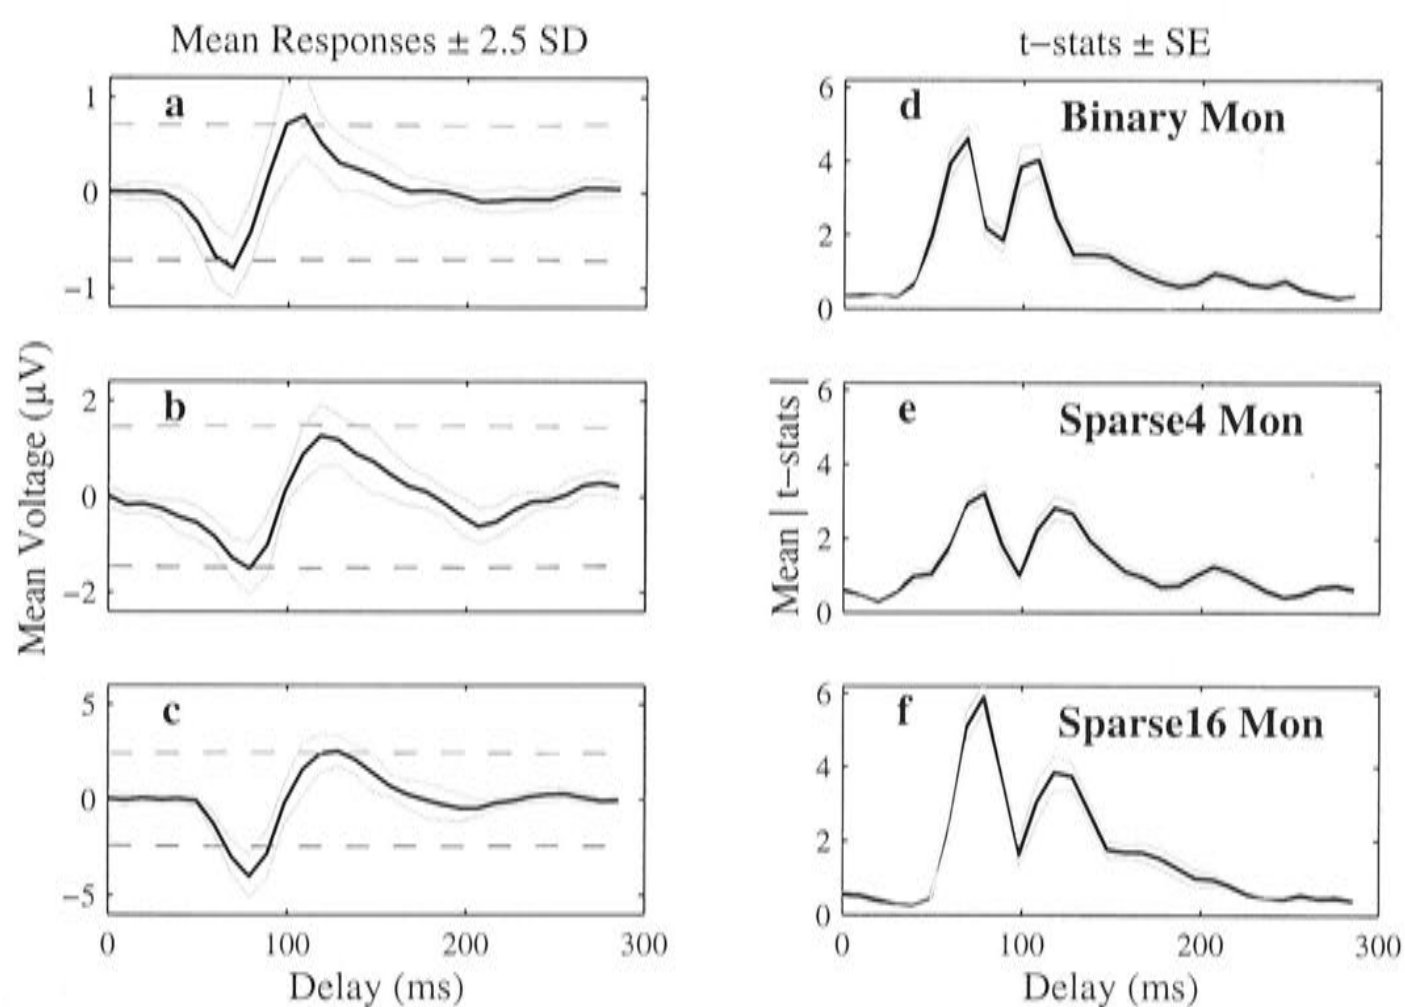 Mean Responses ± 2.5 SD
t−stats ± SE
a
1
0
−1
d
Binary Mon
6
4
2
0
Mean Voltage (μV)
b
2
0
−2
Mean | t−stats |
e
Sparse4 Mon
6
4
2
0
c
5
0
−5
0 100 200 300
Delay (ms)
f
Sparse16 Mon
6
4
2
0
0 100 200 300
Delay (ms)